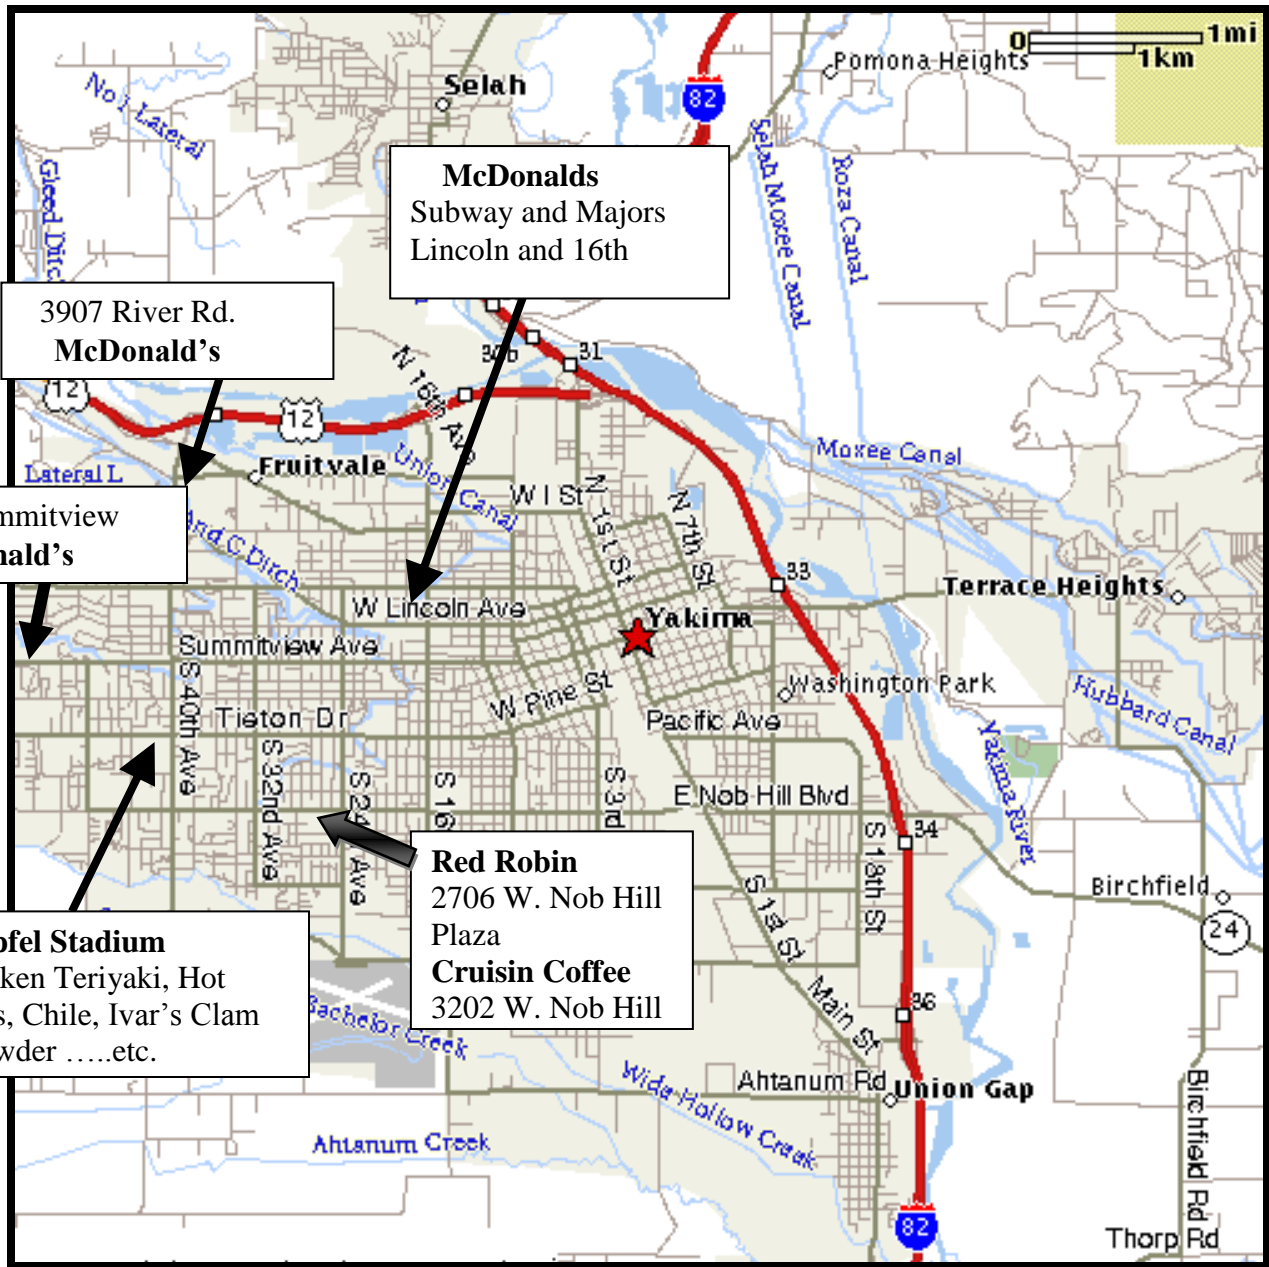 0
1mi
1km
Pomona Heights
Selah
82
No 1 Lateral
Selah Moxee Canal
Roza Canal
McDonalds
Subway and Majors
Lincoln and 16th
3907 River Rd.
McDonald's
30b
31
N 16th Ave
12
12
Moxee Canal
Lateral L
Fruitvale
Union Canal
W I St
N 1st St
N 7th St
mmitview
nald's
And C Ditch
33
Terrace Heights
W Lincoln Ave
Yakima
Summitview Ave
S 40th Ave
W Pine St
Washington Park
Hubbard Canal
Tieton Dr
Pacific Ave
Yakima River
S 32nd Ave
Ave
S 16
S 3rd
E Nob Hill Blvd
34
S 18th St
Red Robin
2706 W. Nob Hill
Plaza
Cruisin Coffee
3202 W. Nob Hill
S 1st St
Birchfield
24
pfel Stadium
ken Teriyaki, Hot
s, Chile, Ivar's Clam
wder …..etc.
Main St
36
Bachelor Creek
Wide Hollow Creek
Ahtanum Rd
Union Gap
Birchfield Rd
Ahtanum Creek
82
Thorp Rd